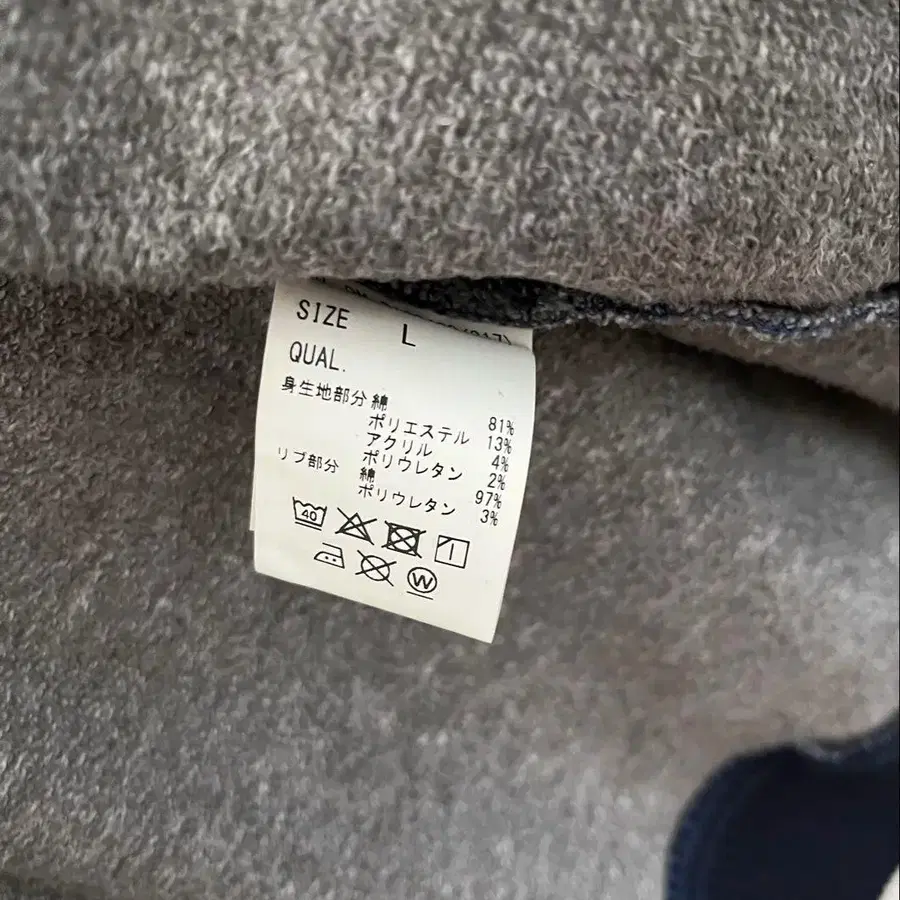 SIZE L
QUAL.
身生地部分 綿 81%
ポリエステル 13%
アクリル 4%
ポリウレタン 2%
リブ部分 綿 97%
ポリウレタン 3%
40
W